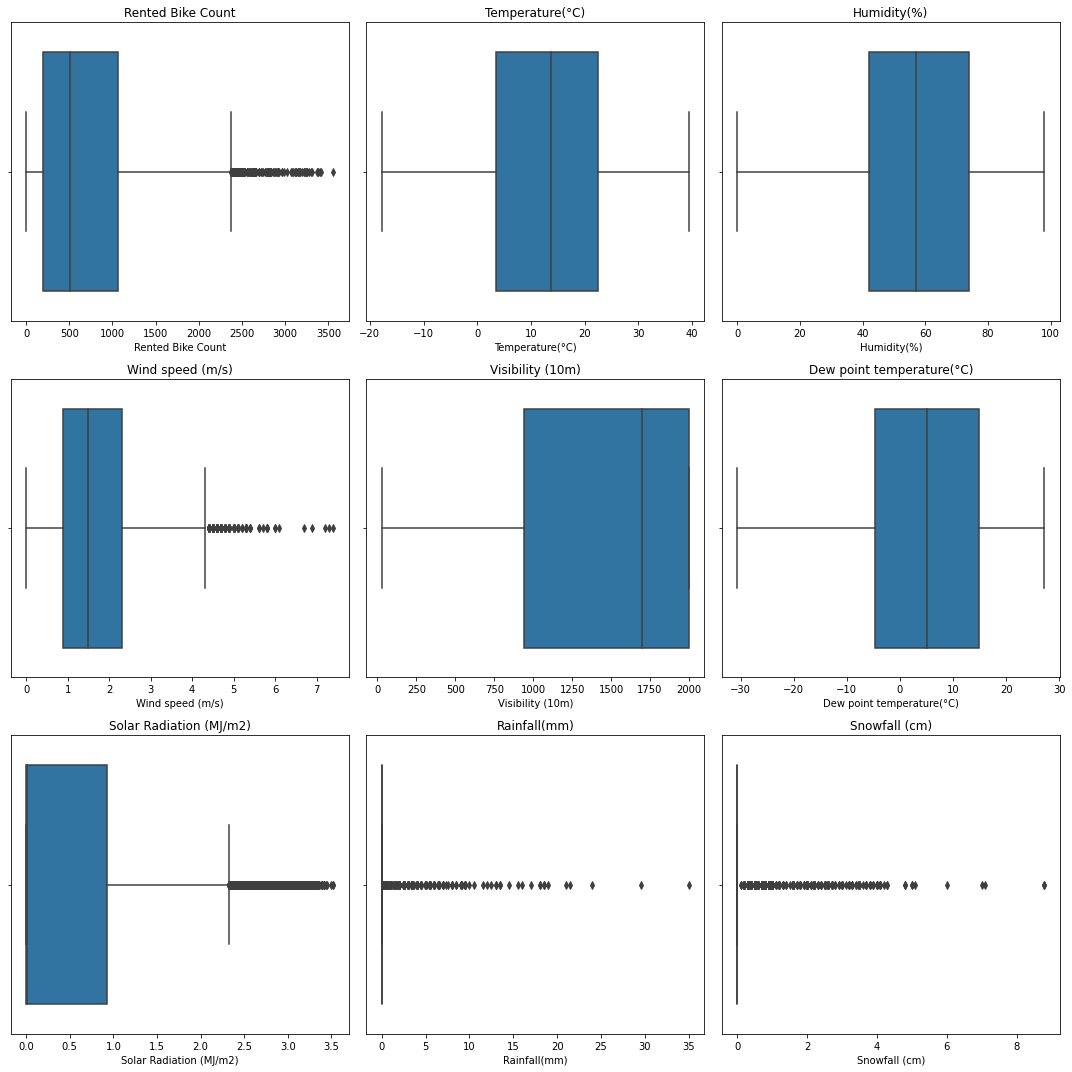 Rented Bike Count
0 500 1000 1500 2000 2500 3000 3500
Rented Bike Count
Temperature(°C)
−20 −10 0 10 20 30 40
Temperature(°C)
Humidity(%)
0 20 40 60 80 100
Humidity(%)
Wind speed (m/s)
0 1 2 3 4 5 6 7
Wind speed (m/s)
Visibility (10m)
0 250 500 750 1000 1250 1500 1750 2000
Visibility (10m)
Dew point temperature(°C)
−30 −20 −10 0 10 20 30
Dew point temperature(°C)
Solar Radiation (MJ/m2)
0.0 0.5 1.0 1.5 2.0 2.5 3.0 3.5
Solar Radiation (MJ/m2)
Rainfall(mm)
0 5 10 15 20 25 30 35
Rainfall(mm)
Snowfall (cm)
0 2 4 6 8
Snowfall (cm)